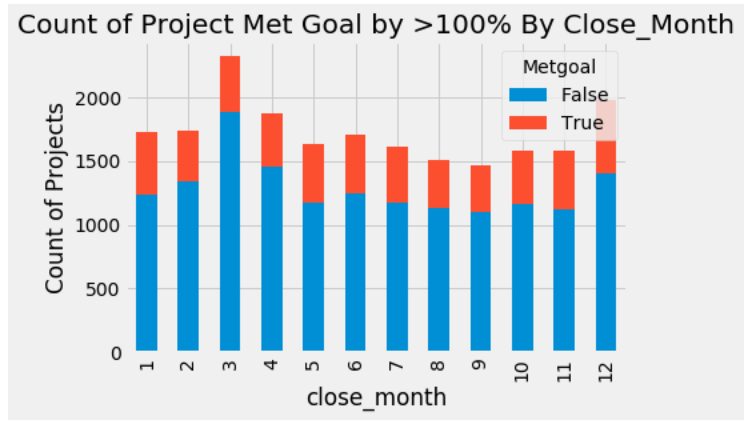 Count of Project Met Goal by >100% By Close_Month
Metgoal
False
True
Count of Projects
2000
1500
1000
500
0
1
2
3
4
5
6
7
8
9
10
11
12
close_month